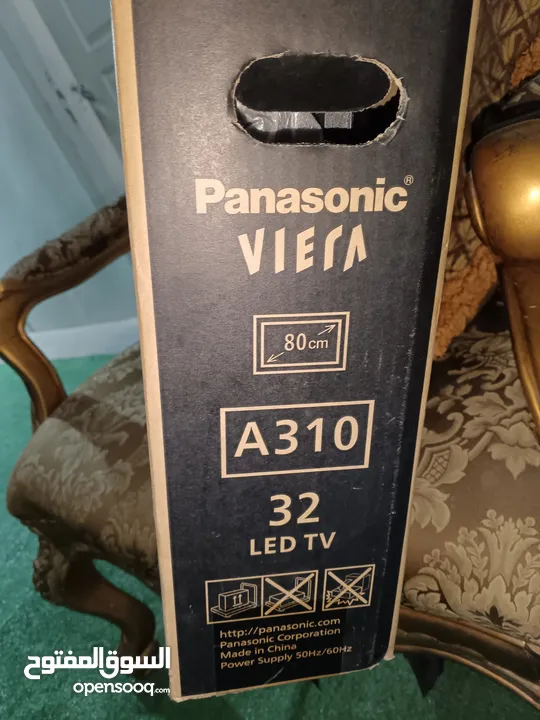 Panasonic®
VIERA
80cm
A310
32
LED TV
http://panasonic.com
Panasonic Corporation
Made in China
Power Supply 50Hz/60Hz
السوق المفتوح
opensooq.com